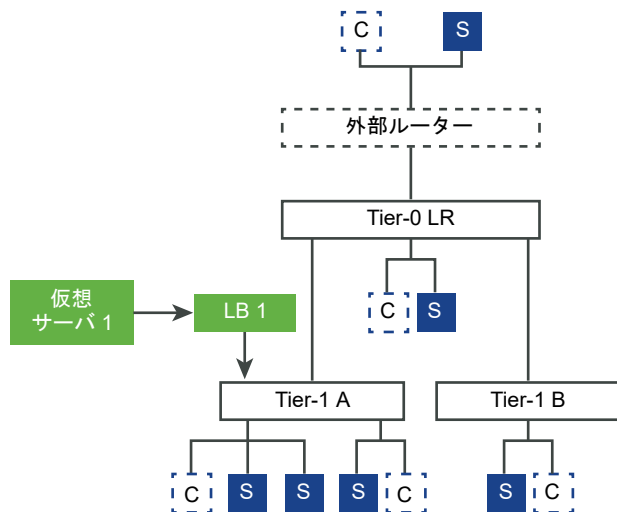 C S
外部ルーター
Tier-0 LR
C S
仮想
サーバ 1
LB 1
Tier-1 A
Tier-1 B
C S S S C S C